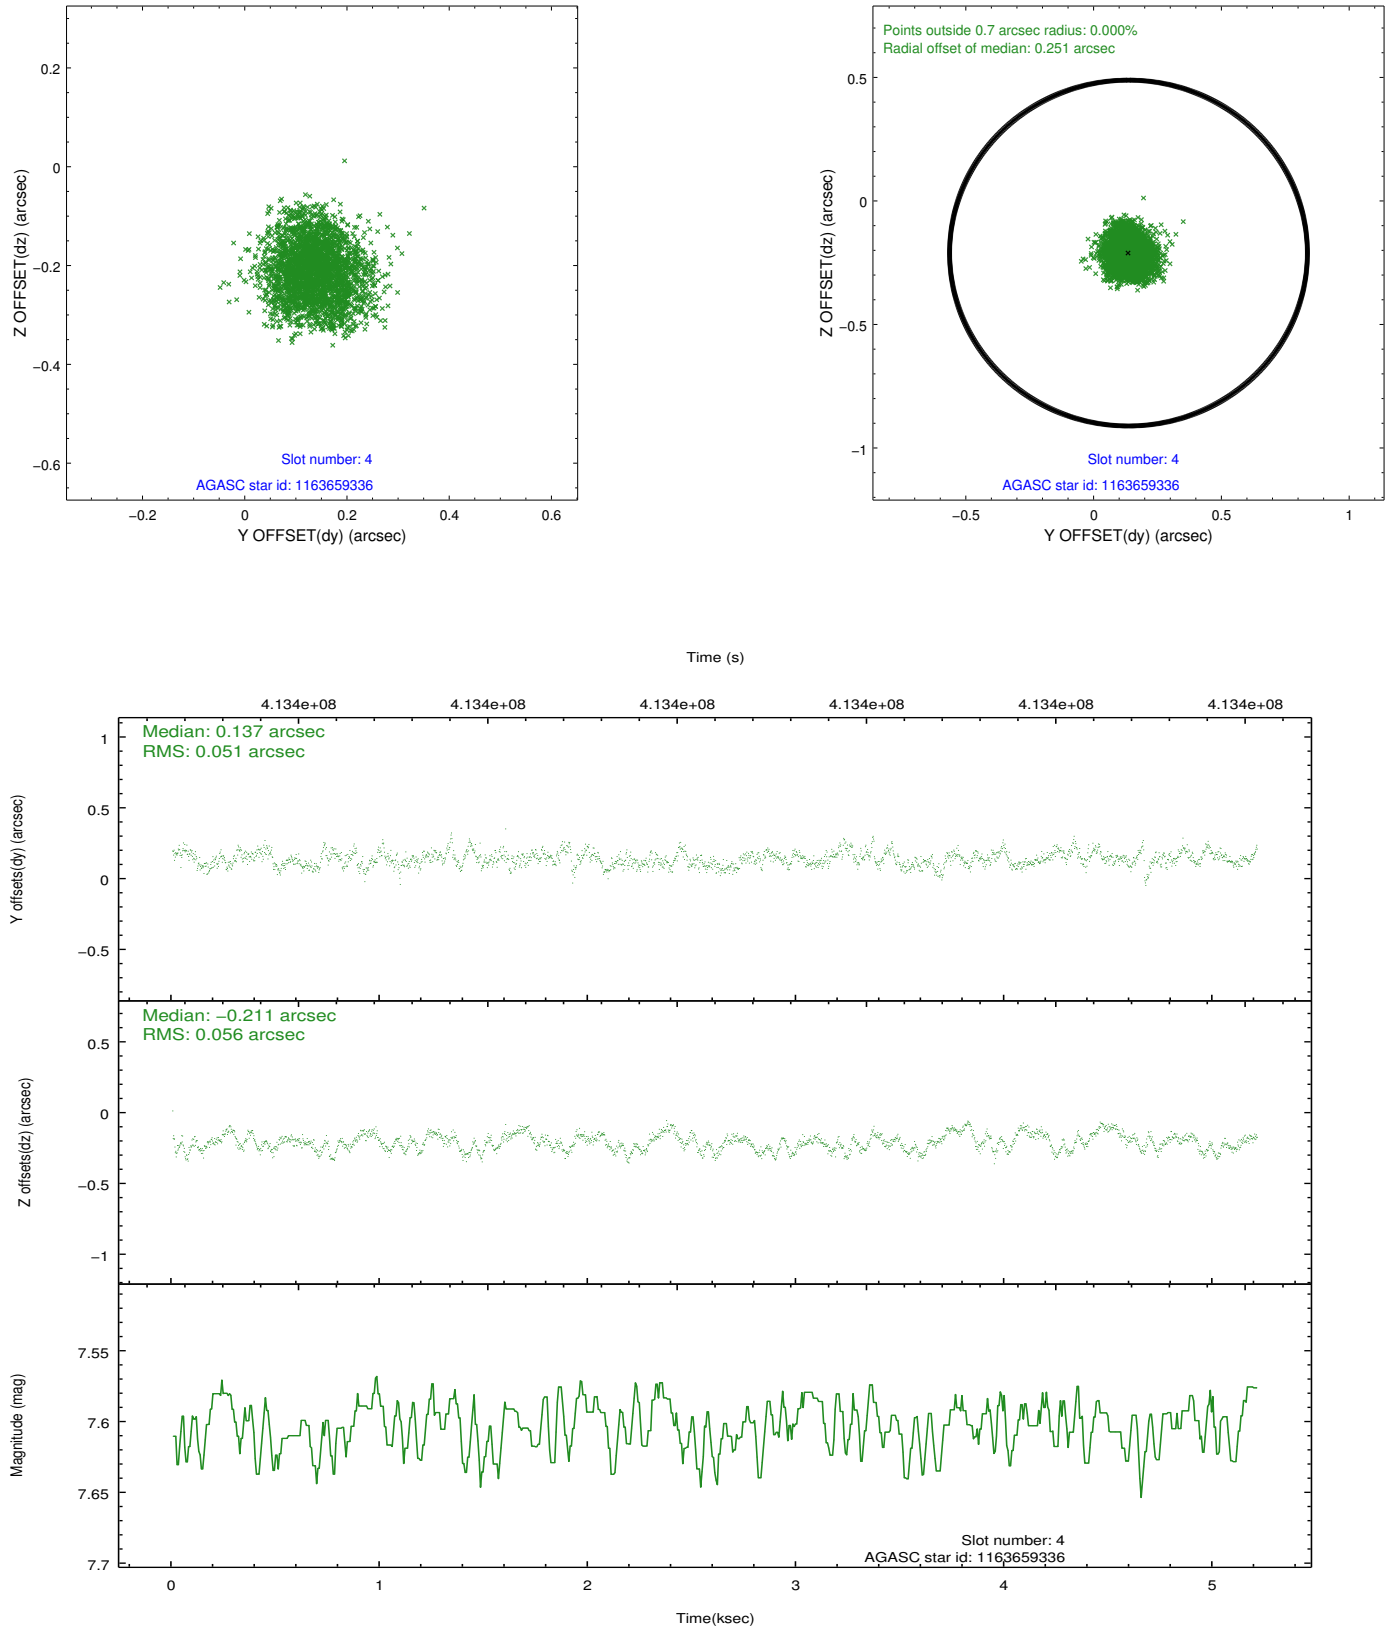 0.2
0
−0.2
−0.4
−0.6
Z OFFSET(dz) (arcsec)
Slot number: 4
AGASC star id: 1163659336
−0.2 0 0.2 0.4 0.6
Y OFFSET(dy) (arcsec)
Points outside 0.7 arcsec radius: 0.000%
Radial offset of median: 0.251 arcsec
0.5
0
−0.5
−1
Z OFFSET(dz) (arcsec)
Slot number: 4
AGASC star id: 1163659336
−0.5 0 0.5 1
Y OFFSET(dy) (arcsec)
Time (s)
4.134e+08 4.134e+08 4.134e+08 4.134e+08 4.134e+08 4.134e+08
Median: 0.137 arcsec
RMS: 0.051 arcsec
1
0.5
0
−0.5
Y offsets(dy) (arcsec)
Median: −0.211 arcsec
RMS: 0.056 arcsec
0.5
0
−0.5
−1
Z offsets(dz) (arcsec)
7.55
7.6
7.65
7.7
Magnitude (mag)
Slot number: 4
AGASC star id: 1163659336
0 1 2 3 4 5
Time(ksec)